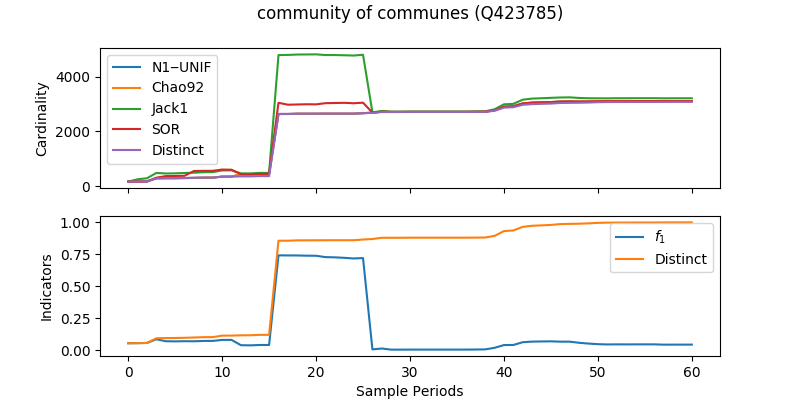 community of communes (Q423785)
4000
2000
0
Cardinality
N1‒UNIF
Chao92
Jack1
SOR
Distinct
1.00
0.75
0.50
0.25
0.00
Indicators
f1
Distinct
0 10 20 30 40 50 60
Sample Periods